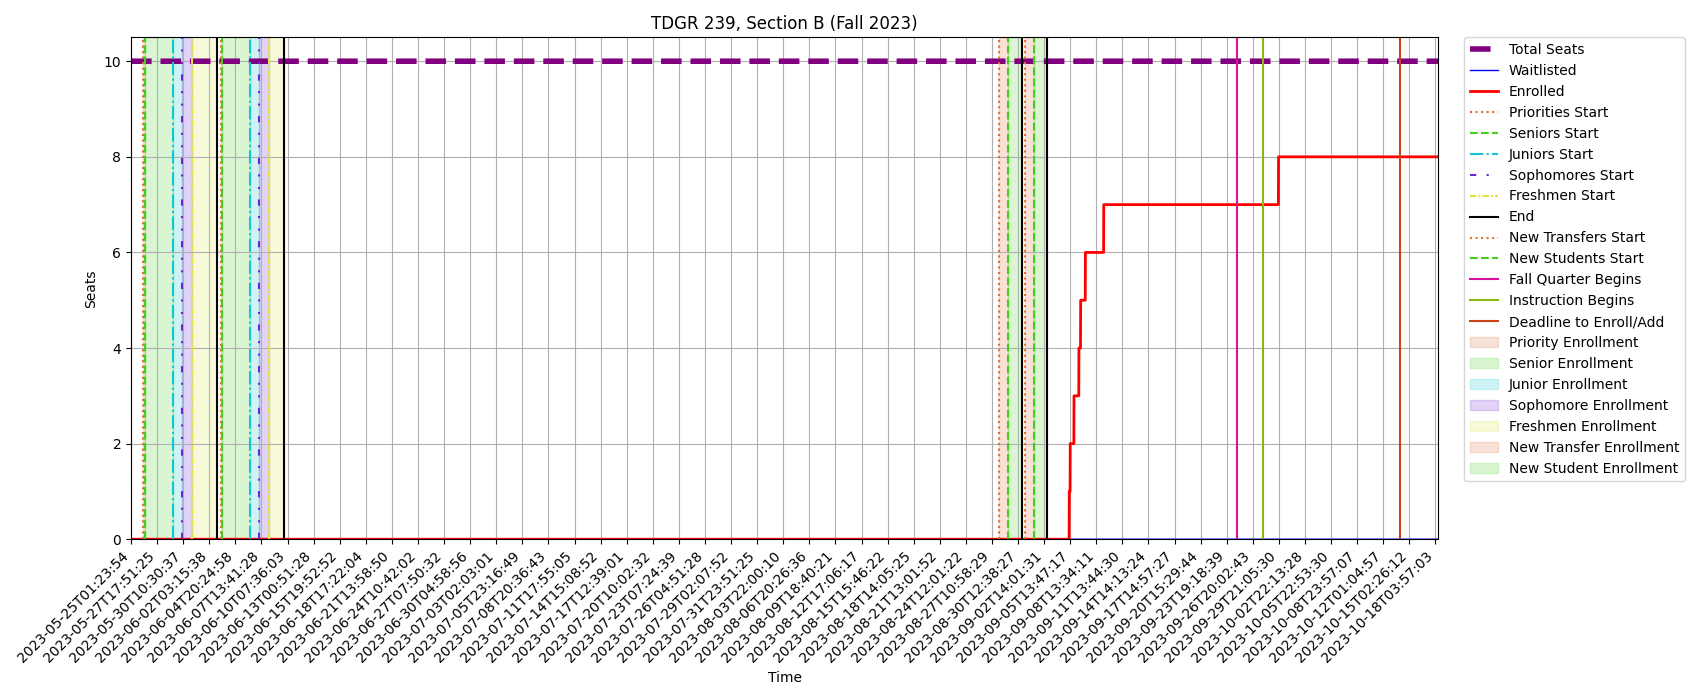 TDGR 239, Section B (Fall 2023)
Seats
10
8
6
4
2
0
2023-05-25T01:23:54
2023-05-27T17:51:25
2023-05-30T10:30:37
2023-06-02T03:15:38
2023-06-04T20:24:58
2023-06-07T13:41:28
2023-06-10T07:36:03
2023-06-13T00:51:28
2023-06-15T19:52:52
2023-06-18T17:22:04
2023-06-21T13:58:50
2023-06-24T10:42:02
2023-06-27T07:50:32
2023-06-30T04:58:56
2023-07-03T02:03:01
2023-07-05T23:16:49
2023-07-08T20:36:43
2023-07-11T17:55:05
2023-07-14T15:08:52
2023-07-17T12:39:01
2023-07-20T10:02:32
2023-07-23T07:24:39
2023-07-26T04:51:28
2023-07-29T02:07:52
2023-07-31T23:51:25
2023-08-03T22:00:10
2023-08-06T20:26:36
2023-08-09T18:40:21
2023-08-12T17:06:17
2023-08-15T15:46:22
2023-08-18T14:05:25
2023-08-21T13:01:52
2023-08-24T12:01:22
2023-08-27T10:58:29
2023-08-30T12:38:27
2023-09-02T14:01:31
2023-09-05T13:47:17
2023-09-08T13:34:11
2023-09-11T13:44:30
2023-09-14T14:13:24
2023-09-17T14:57:27
2023-09-20T15:29:44
2023-09-23T19:18:39
2023-09-26T20:02:43
2023-09-29T21:05:30
2023-10-02T22:13:28
2023-10-05T22:53:30
2023-10-08T23:57:07
2023-10-12T01:04:57
2023-10-15T02:26:12
2023-10-18T03:57:03
Time
Total Seats
Waitlisted
Enrolled
Priorities Start
Seniors Start
Juniors Start
Sophomores Start
Freshmen Start
End
New Transfers Start
New Students Start
Fall Quarter Begins
Instruction Begins
Deadline to Enroll/Add
Priority Enrollment
Senior Enrollment
Junior Enrollment
Sophomore Enrollment
Freshmen Enrollment
New Transfer Enrollment
New Student Enrollment